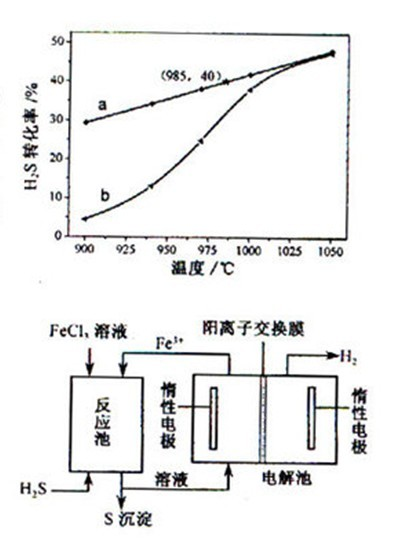 50
40
30
20
10
0
H₂S 转化率/%
a
(985, 40)
b
900 925 950 975 1000 1025 1050
温度/℃
FeCl₃ 溶液
Fe³⁺
阳离子交换膜
H₂
反应池
惰性电极
惰性电极
H₂S
溶液
电解池
S 沉淀